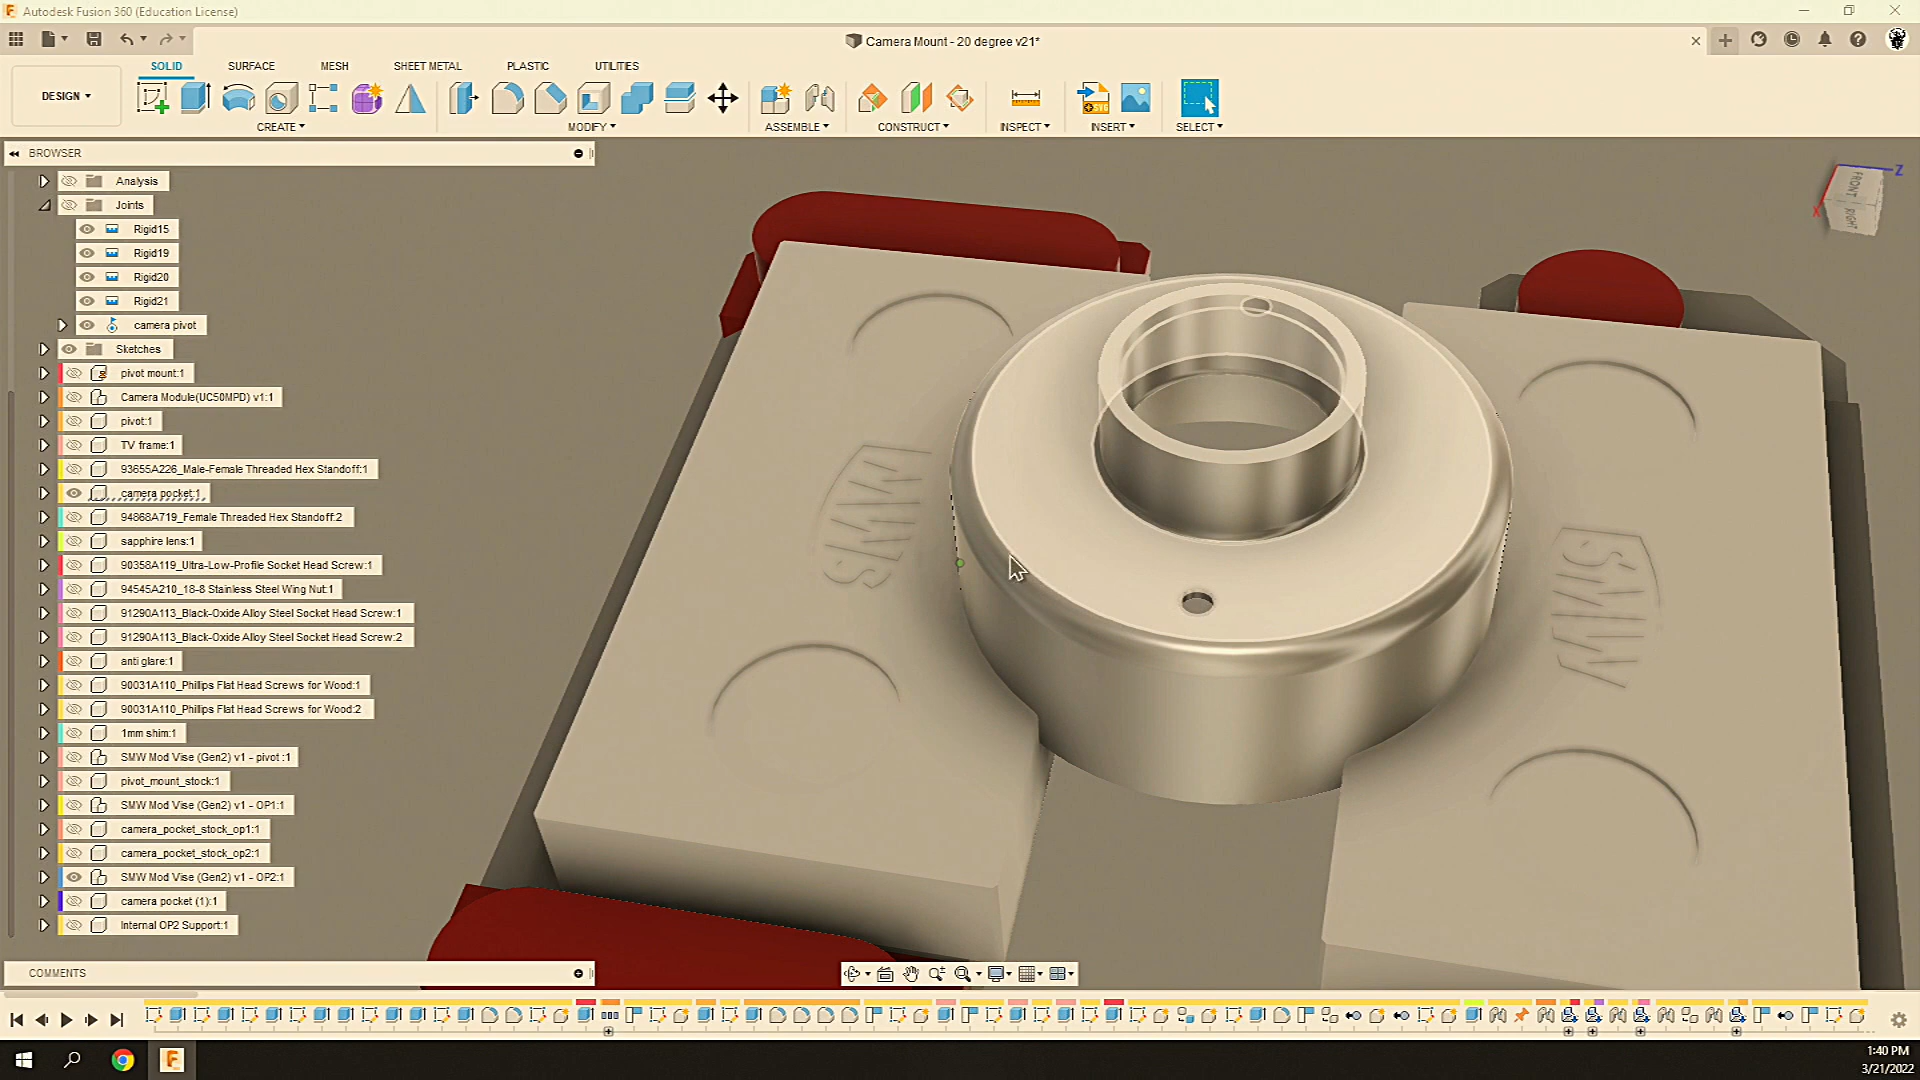 Autodesk Fusion 360 (Education License)
Camera Mount - 20 degree v21*
DESIGN
SOLID SURFACE MESH SHEET METAL PLASTIC UTILITIES
CREATE MODIFY ASSEMBLE CONSTRUCT INSPECT INSERT SELECT
BROWSER
Analysis
Joints
Rigid15
Rigid19
Rigid20
Rigid21
camera pivot
Sketches
pivot mount:1
Camera Module(UC50MPD) v1:1
pivot:1
TV frame:1
93655A226_Male-Female Threaded Hex Standoff:1
camera pocket:1
94868A719_Female Threaded Hex Standoff:2
sapphire lens:1
90358A119_Ultra-Low-Profile Socket Head Screw:1
94545A210_18-8 Stainless Steel Wing Nut:1
91290A113_Black-Oxide Alloy Steel Socket Head Screw:1
91290A113_Black-Oxide Alloy Steel Socket Head Screw:2
anti glare:1
90031A110_Phillips Flat Head Screws for Wood:1
90031A110_Phillips Flat Head Screws for Wood:2
1mm shim:1
SMW Mod Vise (Gen2) v1 - pivot :1
pivot_mount_stock:1
SMW Mod Vise (Gen2) v1 - OP1:1
camera_pocket_stock_op1:1
camera_pocket_stock_op2:1
SMW Mod Vise (Gen2) v1 - OP2:1
camera pocket (1):1
Internal OP2 Support:1
COMMENTS
FRONT
RIGHT
Z
X
SMW
SMW
1:40 PM
3/21/2022